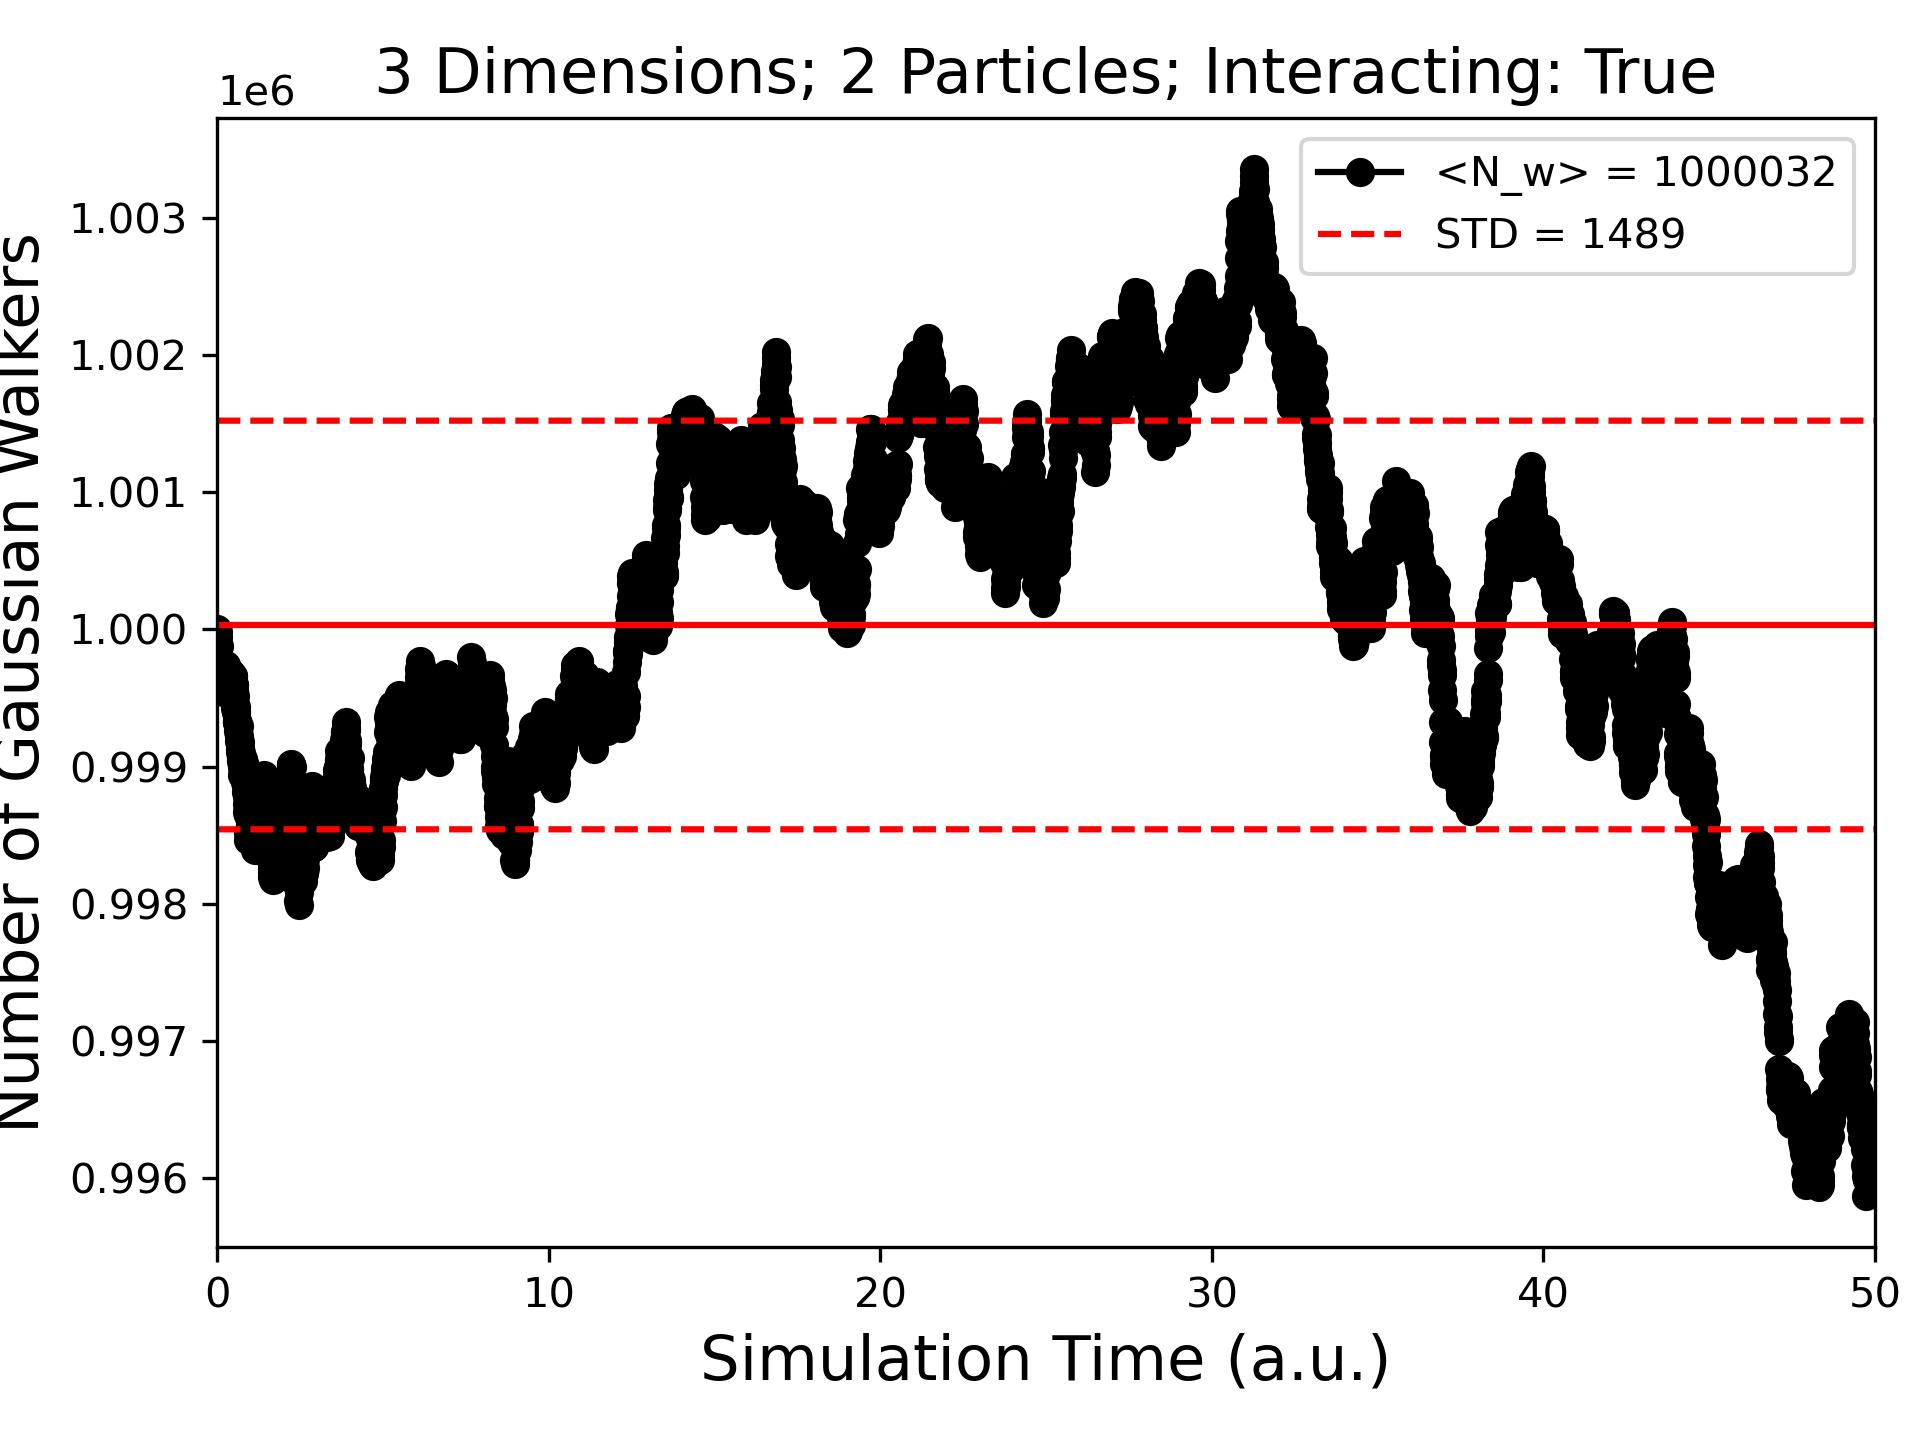 3 Dimensions; 2 Particles; Interacting: True
1e6
<N_w> = 1000032
STD = 1489
Number of Gaussian Walkers
1.003
1.002
1.001
1.000
0.999
0.998
0.997
0.996
0
10
20
30
40
50
Simulation Time (a.u.)